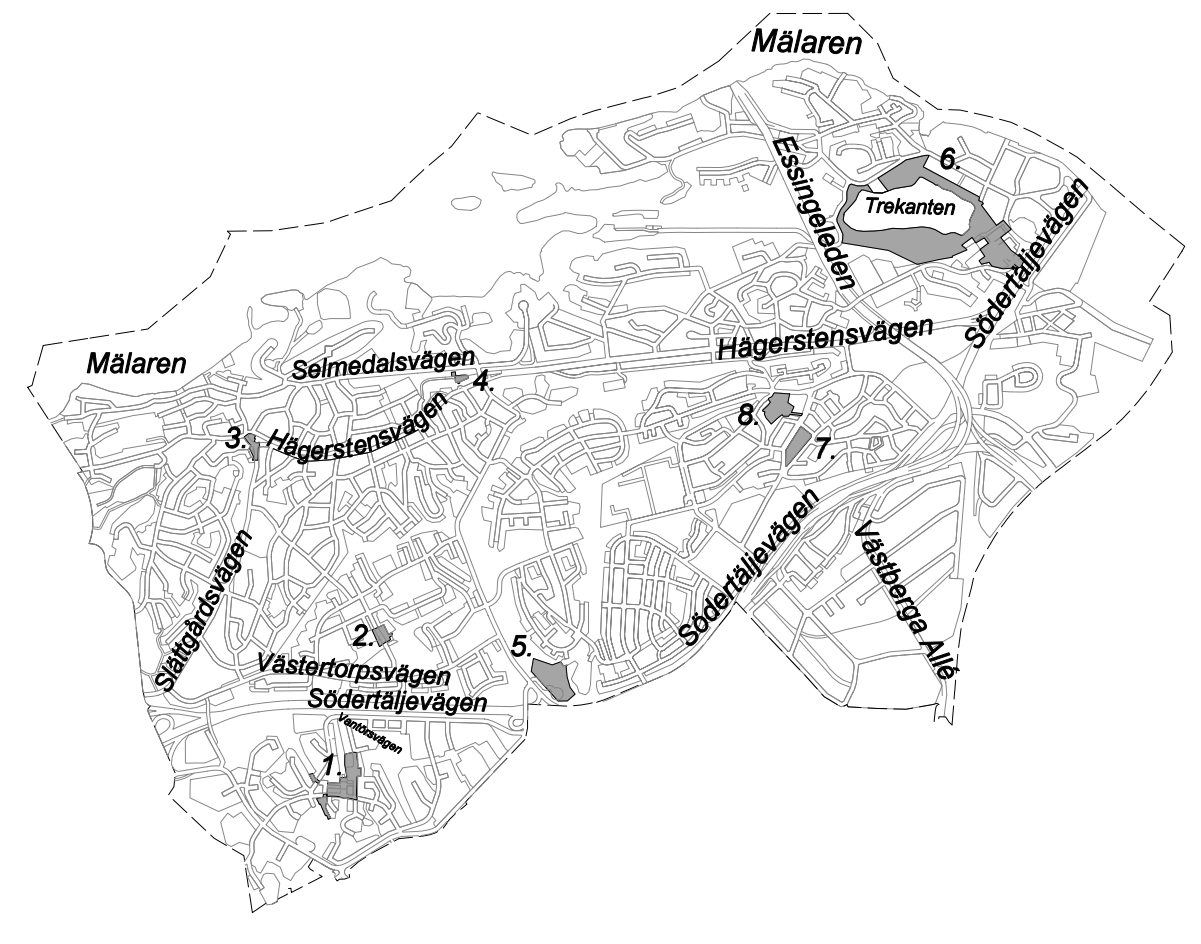 Mälaren
6.
Essingeleden
Trekanten
Södertäljevägen
Hägerstensvägen
Mälaren
Selmedalsvägen
4.
3.
Hägerstensvägen
8.
7.
Södertäljevägen
Västberga Allé
Slättgårdsvägen
2.
5.
Västertorpsvägen
Södertäljevägen
Vantörsvägen
1.